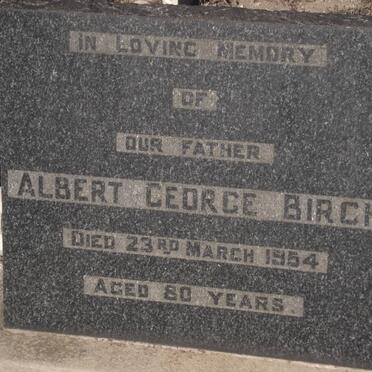 IN LOVING MEMORY
OF
OUR FATHER
ALBERT GEORGE BIRCH
DIED 23RD MARCH 1954
AGED 80 YEARS.